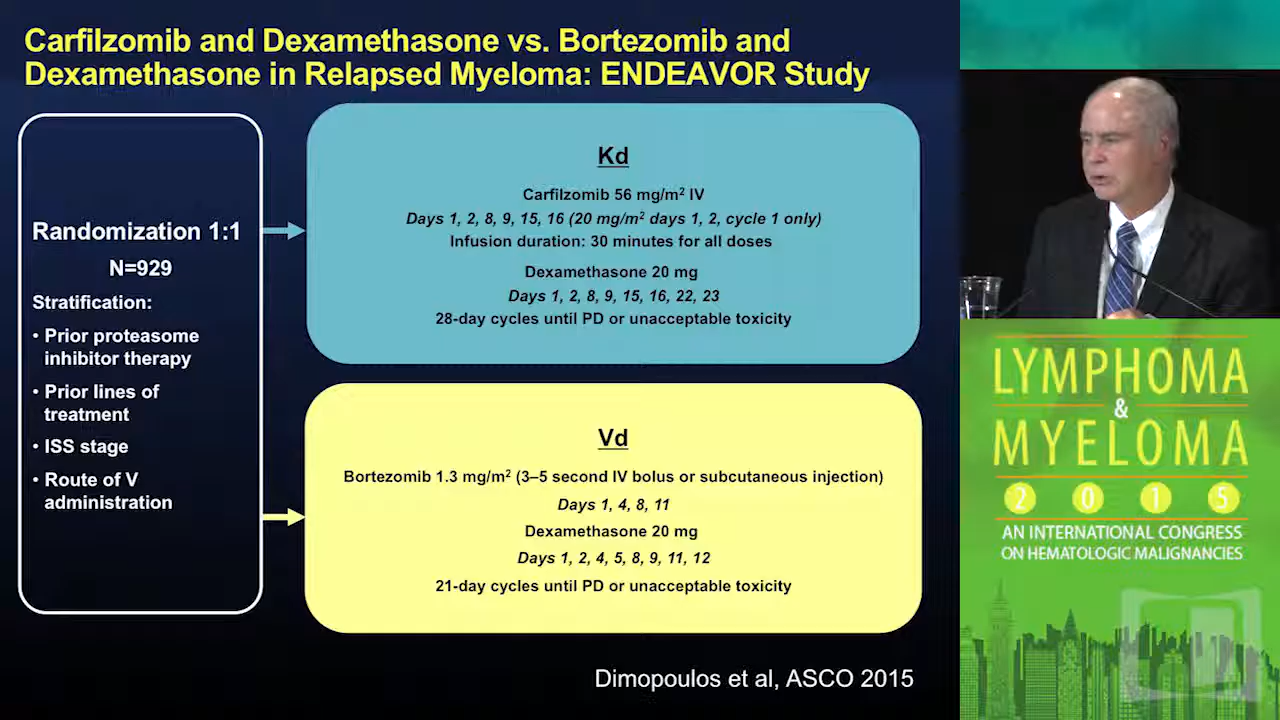 Carfilzomib and Dexamethasone vs. Bortezomib and
Dexamethasone in Relapsed Myeloma: ENDEAVOR Study
Randomization 1:1
N=929
Stratification:
• Prior proteasome
inhibitor therapy
• Prior lines of
treatment
• ISS stage
• Route of V
administration
Kd
Carfilzomib 56 mg/m² IV
Days 1, 2, 8, 9, 15, 16 (20 mg/m² days 1, 2, cycle 1 only)
Infusion duration: 30 minutes for all doses
Dexamethasone 20 mg
Days 1, 2, 8, 9, 15, 16, 22, 23
28-day cycles until PD or unacceptable toxicity
Vd
Bortezomib 1.3 mg/m² (3–5 second IV bolus or subcutaneous injection)
Days 1, 4, 8, 11
Dexamethasone 20 mg
Days 1, 2, 4, 5, 8, 9, 11, 12
21-day cycles until PD or unacceptable toxicity
Dimopoulos et al, ASCO 2015
LYMPHOMA
&
MYELOMA
2 0 1 5
AN INTERNATIONAL CONGRESS
ON HEMATOLOGIC MALIGNANCIES